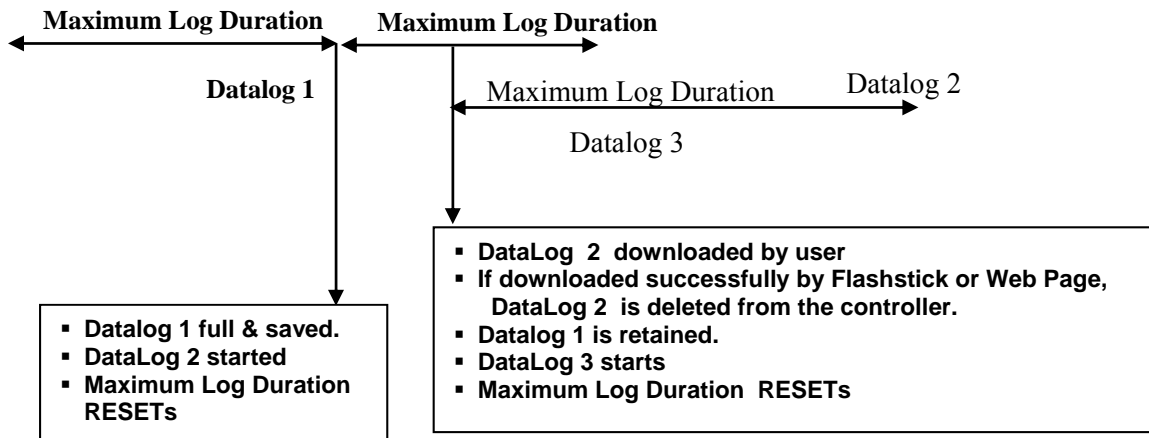 Maximum Log Duration
Maximum Log Duration
Datalog 1
Maximum Log Duration
Datalog 2
Datalog 3
▪ DataLog 2 downloaded by user
▪ If downloaded successfully by Flashstick or Web Page,
DataLog 2 is deleted from the controller.
▪ Datalog 1 is retained.
▪ DataLog 3 starts
▪ Maximum Log Duration RESETs
▪ Datalog 1 full & saved.
▪ DataLog 2 started
▪ Maximum Log Duration
RESETs